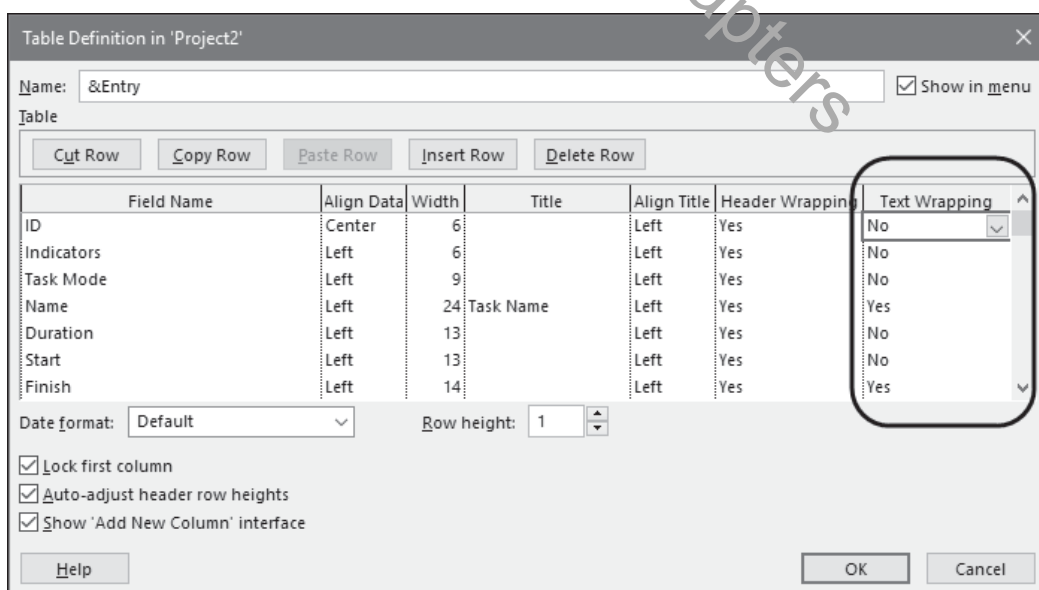 pters
Table Definition in 'Project2'
Name: &Entry Show in menu
Table
Cut Row Copy Row Paste Row Insert Row Delete Row
Field Name Align Data Width Title Align Title Header Wrapping Text Wrapping
ID Center 6 Left Yes No
Indicators Left 6 Left Yes No
Task Mode Left 9 Left Yes No
Name Left 24 Task Name Left Yes Yes
Duration Left 13 Left Yes No
Start Left 13 Left Yes No
Finish Left 14 Left Yes Yes
Date format: Default Row height: 1
Lock first column
Auto-adjust header row heights
Show 'Add New Column' interface
Help OK Cancel